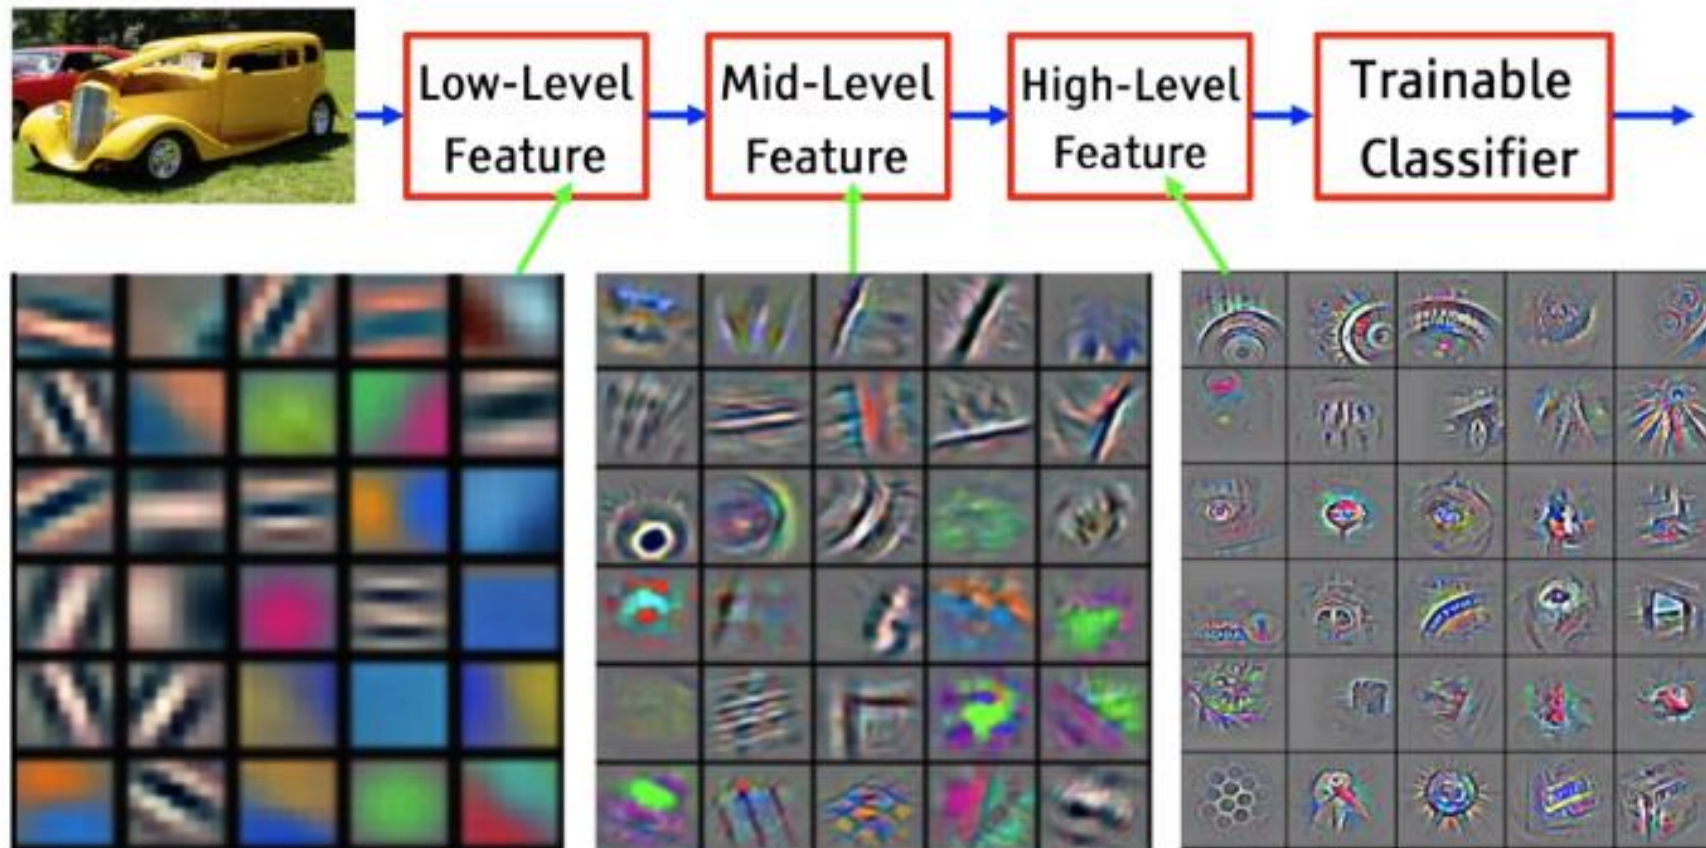 Low-Level
Feature
Mid-Level
Feature
High-Level
Feature
Trainable
Classifier